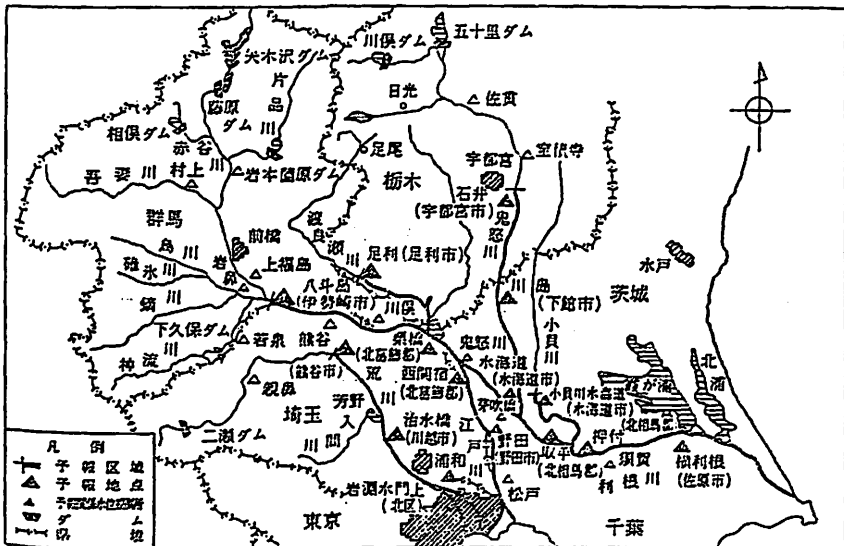 川俣ダム
五十里ダム
矢木沢ダム
片品川
日光
佐貫
藤原ダム
相俣ダム
赤谷川
足尾
宇都宮
宝積寺
吾妻川
村上
岩本
薗原ダム
栃木
石井
(宇都宮市)
鬼怒川
群馬
前橋
渡良瀬川
足利(足利市)
水戸
烏川
碓氷川
岩鼻
上福島
八斗島
(伊勢崎市)
川俣
川島
(下館市)
茨城
鏑川
小貝川
下久保ダム
若泉
熊谷
栗橋
(北葛飾郡)
鬼怒川
水海道
(水海道市)
北浦
霞が浦
神流川
(熊谷市)
荒川
西関宿
(北葛飾郡)
小貝川水海道
(水海道市)
親鼻
埼玉
芳野
芽吹橋
(北相馬郡)
入間川
治水橋
(川越市)
江戸川
野田
(野田市)
取手
(北相馬郡)
押付
二瀬ダム
浦和
須賀
利根川
(佐原市)
岩淵水門上
(北区)
松戸
東京
千葉
凡例
予報区域
予報地点
ダム
県境